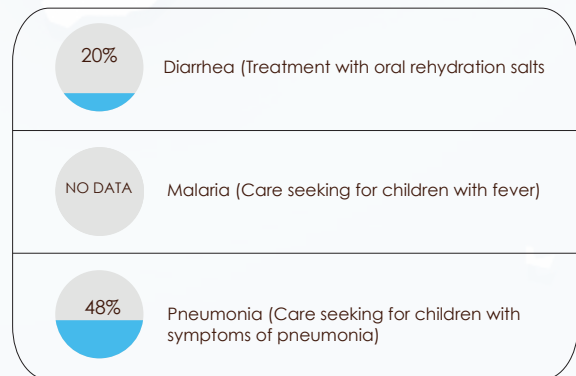 20%
Diarrhea (Treatment with oral rehydration salts
NO DATA
Malaria (Care seeking for children with fever)
48%
Pneumonia (Care seeking for children with
symptoms of pneumonia)